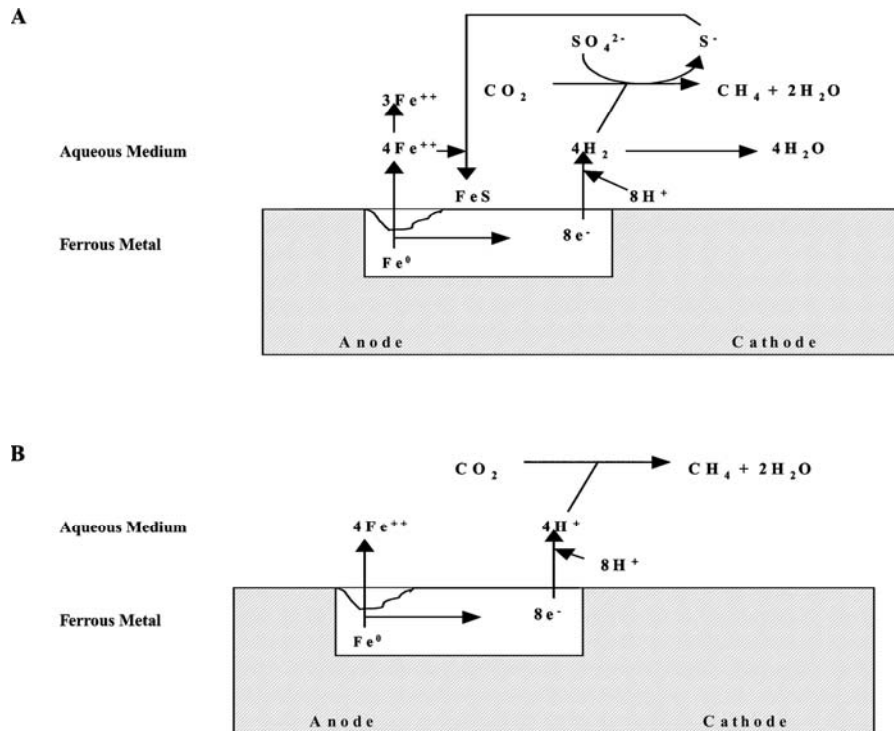 A
SO₄²⁻ S⁻
CO₂ CH₄ + 2H₂O
3Fe⁺⁺
Aqueous Medium 4Fe⁺⁺ 4H₂ 4H₂O
FeS 8H⁺
Ferrous Metal 8e⁻
Fe⁰
Anode Cathode
B
CO₂ CH₄ + 2H₂O
Aqueous Medium 4Fe⁺⁺ 4H⁺
8H⁺
Ferrous Metal 8e⁻
Fe⁰
Anode Cathode